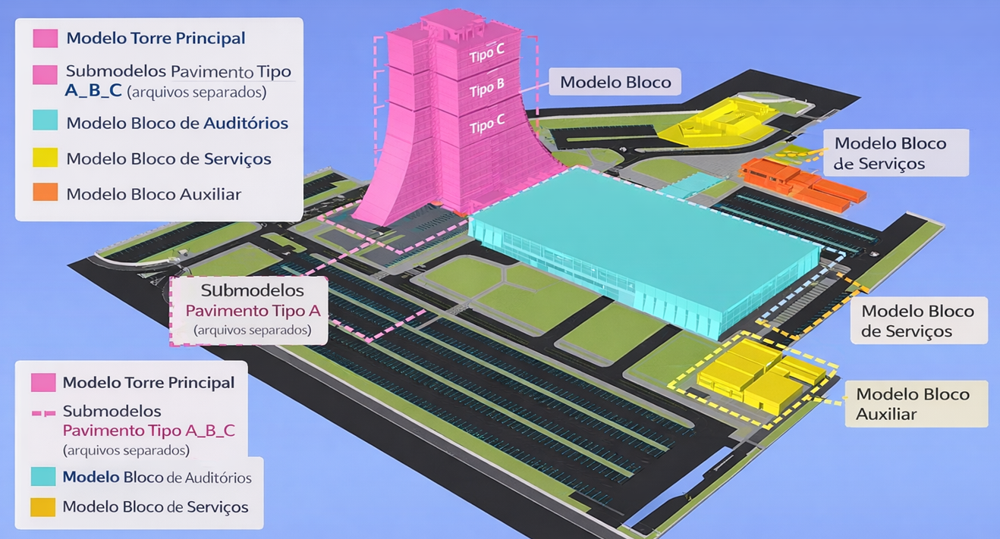 Modelo Torre Principal
Submodelos Pavimento Tipo
A_B_C (arquivos separados)
Modelo Bloco de Auditórios
Modelo Bloco de Serviços
Modelo Bloco Auxiliar
Tipo C
Tipo B
Tipo C
Modelo Bloco
Modelo Bloco
de Serviços
Submodelos
Pavimento Tipo A
(arquivos separados)
Modelo Bloco
de Serviços
Modelo Bloco
Auxiliar
Modelo Torre Principal
Submodelos
Pavimento Tipo A_B_C
(arquivos separados)
Modelo Bloco de Auditórios
Modelo Bloco de Serviços